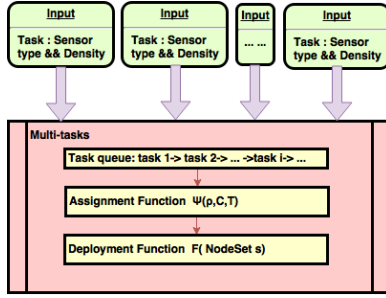 Input
Task : Sensor
type && Density
Input
Task : Sensor
type && Density
Input
... ...
Input
Task : Sensor
type && Density
Multi-tasks
Task queue: task 1-> task 2-> ... ->task i-> ...
Assignment Function Ψ(ρ,C,T)
Deployment Function F( NodeSet s)